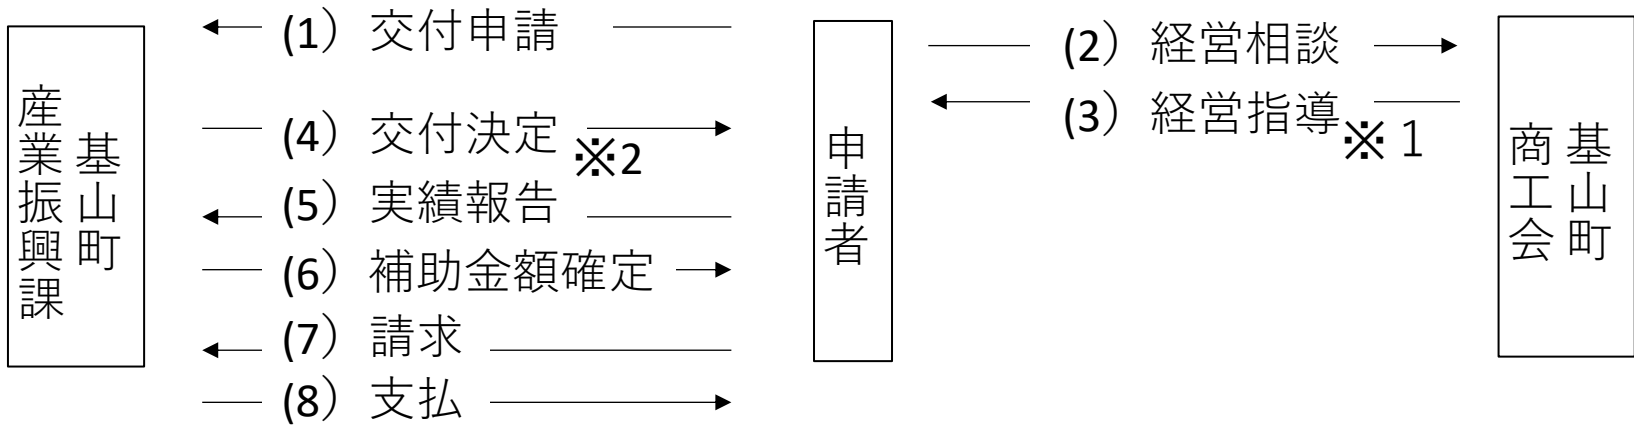 基山町
産業振興課
(1）交付申請
(4）交付決定
※2
(5）実績報告
(6）補助金額確定
(7）請求
(8）支払
申請者
(2）経営相談
(3）経営指導
※１
基山町
商工会